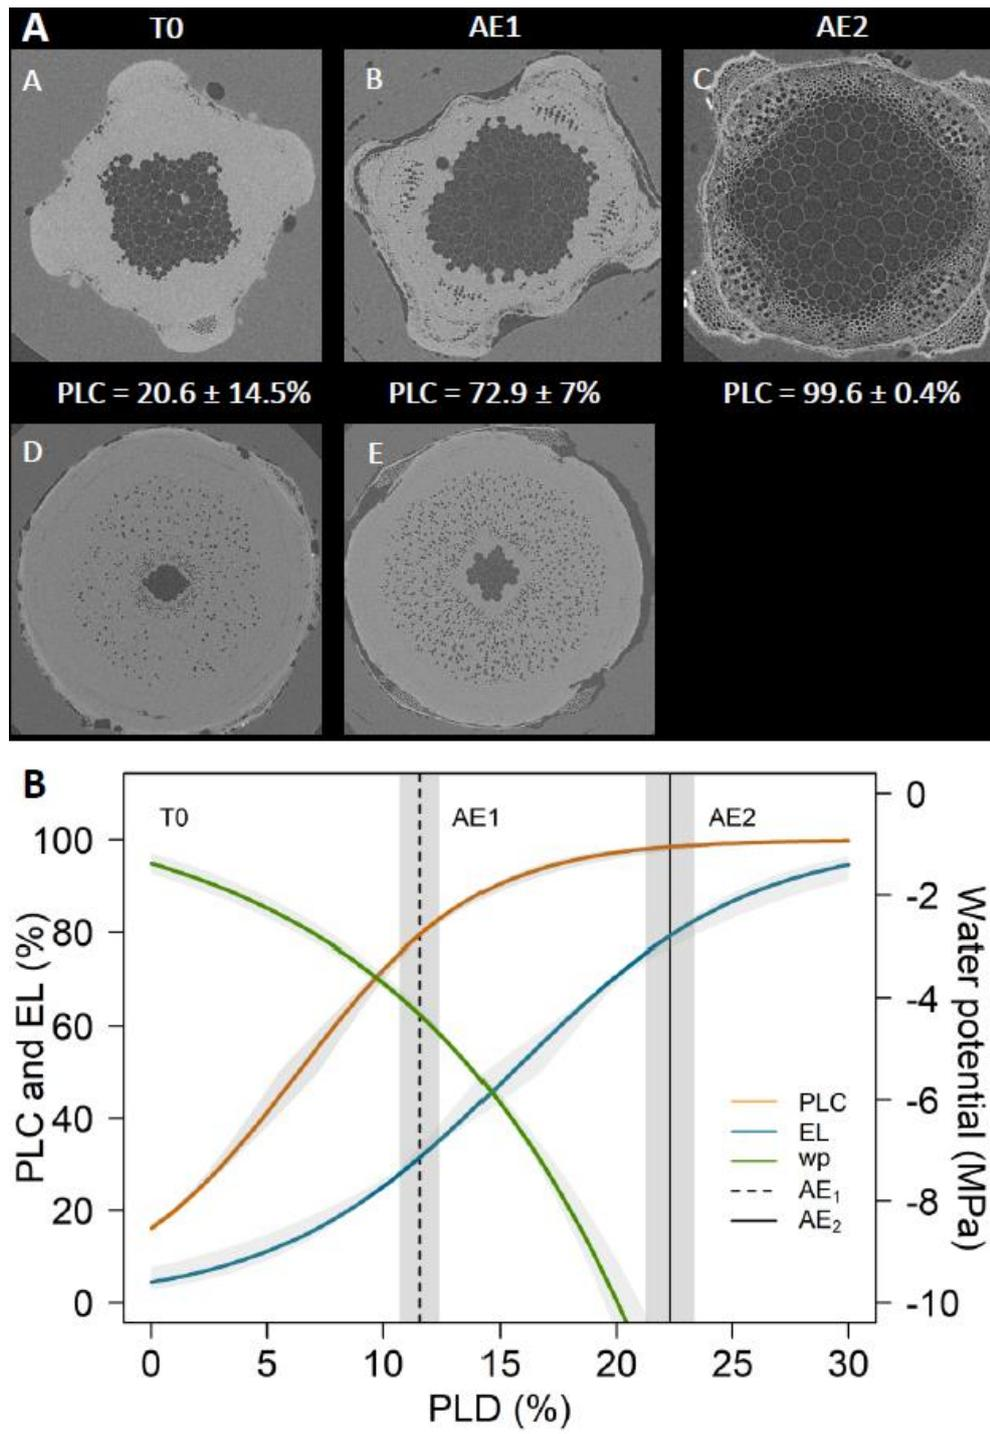 A
T0 AE1 AE2
A B C
PLC = 20.6 ± 14.5% PLC = 72.9 ± 7% PLC = 99.6 ± 0.4%
D E
B
T0 AE1 AE2
PLC and EL (%)
100
80
60
40
20
0
0
-2
-4
-6
-8
-10
Water potential (MPa)
PLC
EL
wp
AE₁
AE₂
0 5 10 15 20 25 30
PLD (%)